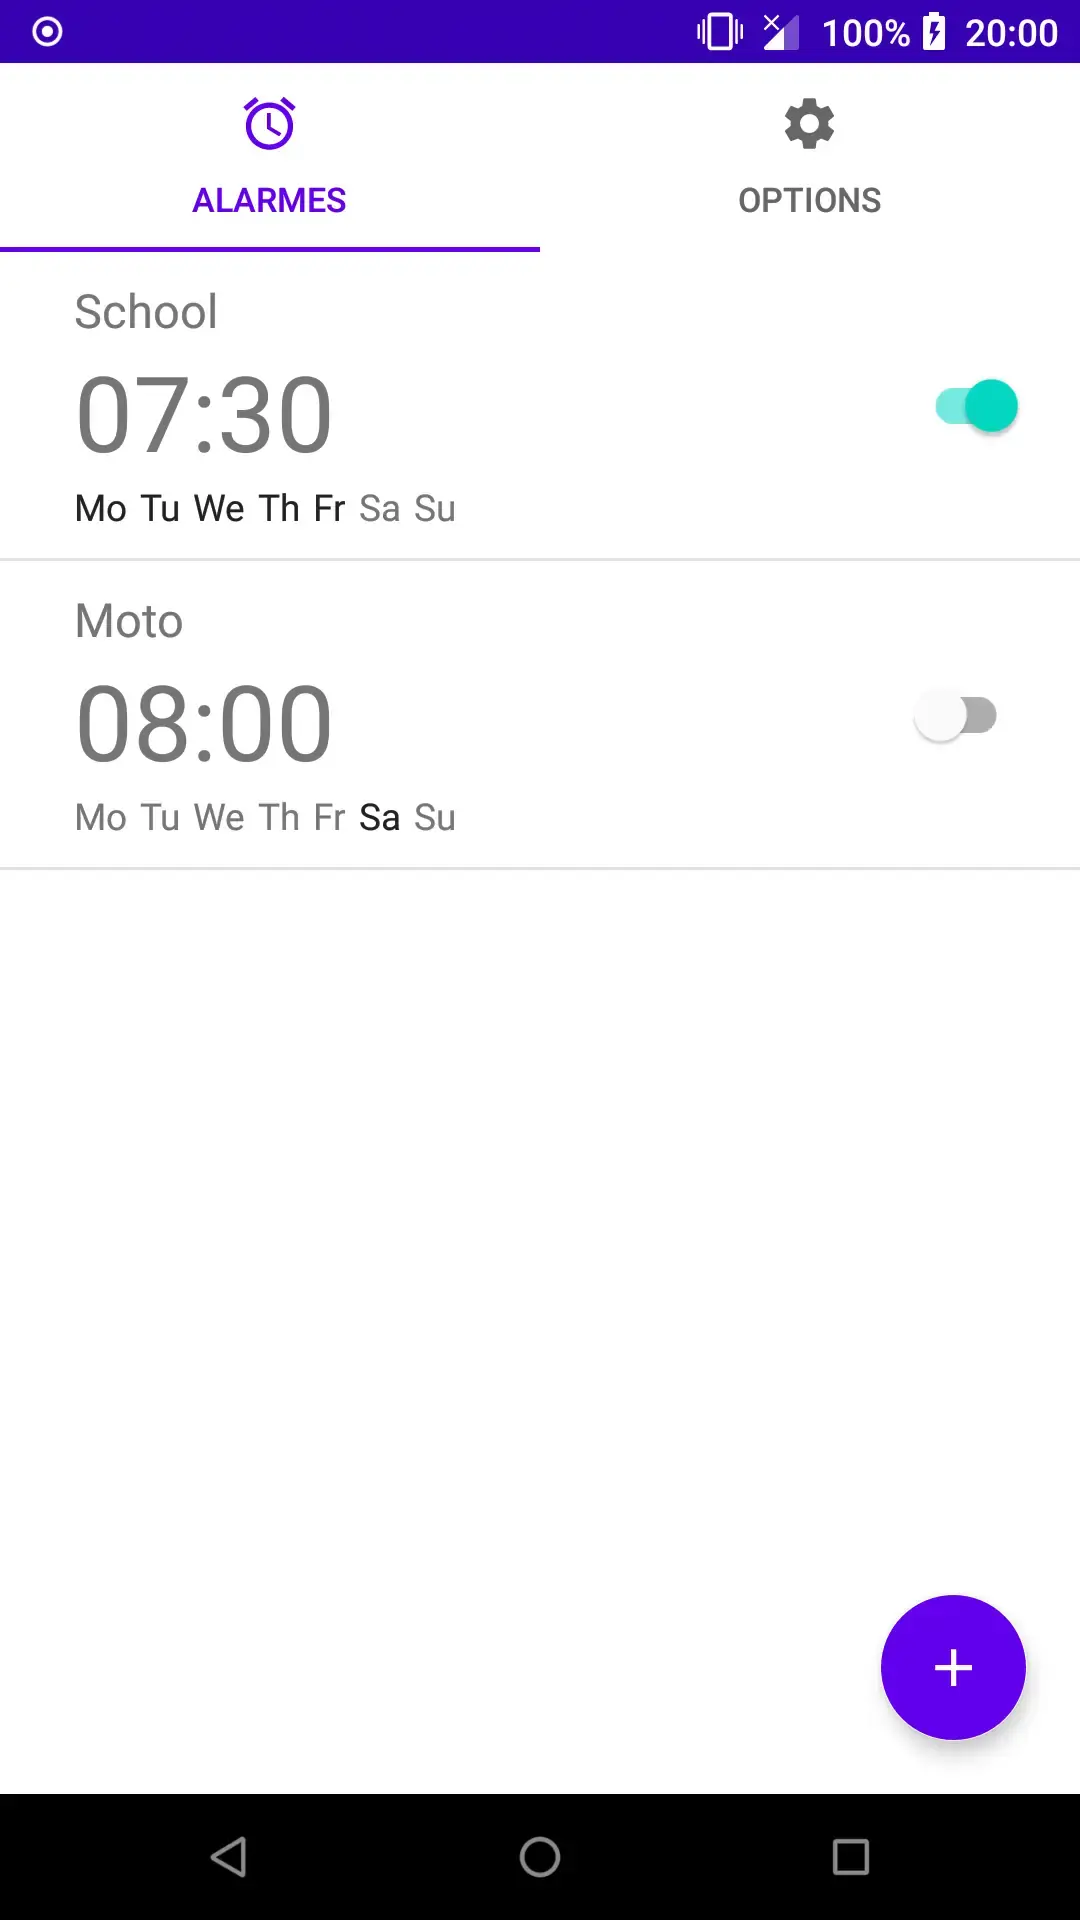 100% 20:00
ALARMES OPTIONS
School
07:30
Mo Tu We Th Fr Sa Su
Moto
08:00
Mo Tu We Th Fr Sa Su